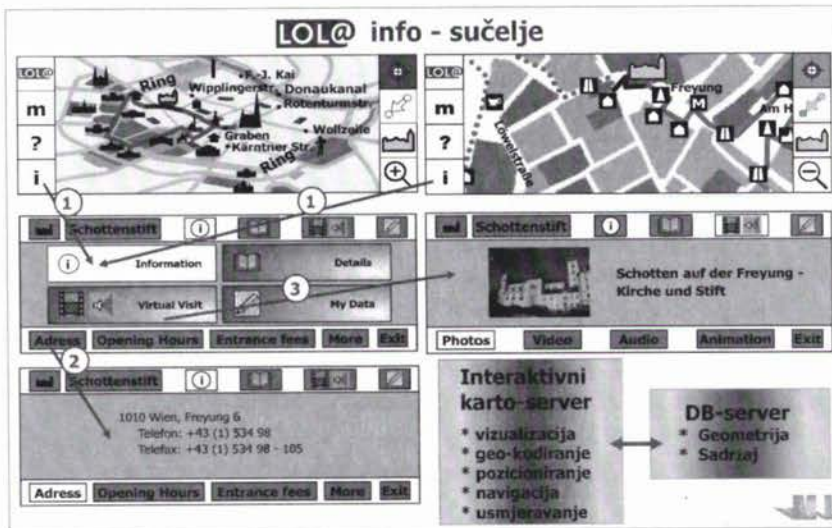 LOL@ info - sučelje
LOL@
m
?
i
Ring
F.-J. Kai
Wipplingerstr.
Donaukanal
Rotenturmstr.
Graben
Kärntner Str.
Wollzeile
Ring
LOL@
m
?
i
Freyung
M
Am H
Löwelstraße
1
1
Schottenstift
i
i Information
Details
Virtual Visit
My Data
3
Adress Opening Hours Entrance fees More Exit
2
Schottenstift
i
Schotten auf der Freyung -
Kirche und Stift
Photos Video Audio Animation Exit
Schottenstift
i
1010 Wien, Freyung 6
Telefon: +43 (1) 534 98
Telefax: +43 (1) 534 98 - 105
Adress Opening Hours Entrance fees More Exit
Interaktivni
karto-server
* vizualizacija
* geo-kodiranje
* pozicioniranje
* navigacija
* usmjeravanje
DB-server
* Geometrija
* Sadrzaj